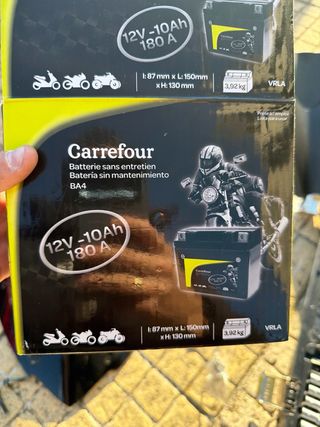 12V -10Ah
180 A
l: 87 mm x L: 150mm
x H: 130 mm
3,92 kg
VRLA
Carrefour
Batterie sans entretien
Batería sin mantenimiento
BA4
12V -10Ah
180 A
Carrefour
l: 87 mm x L: 150mm
x H: 130 mm
3,92 kg
VRLA